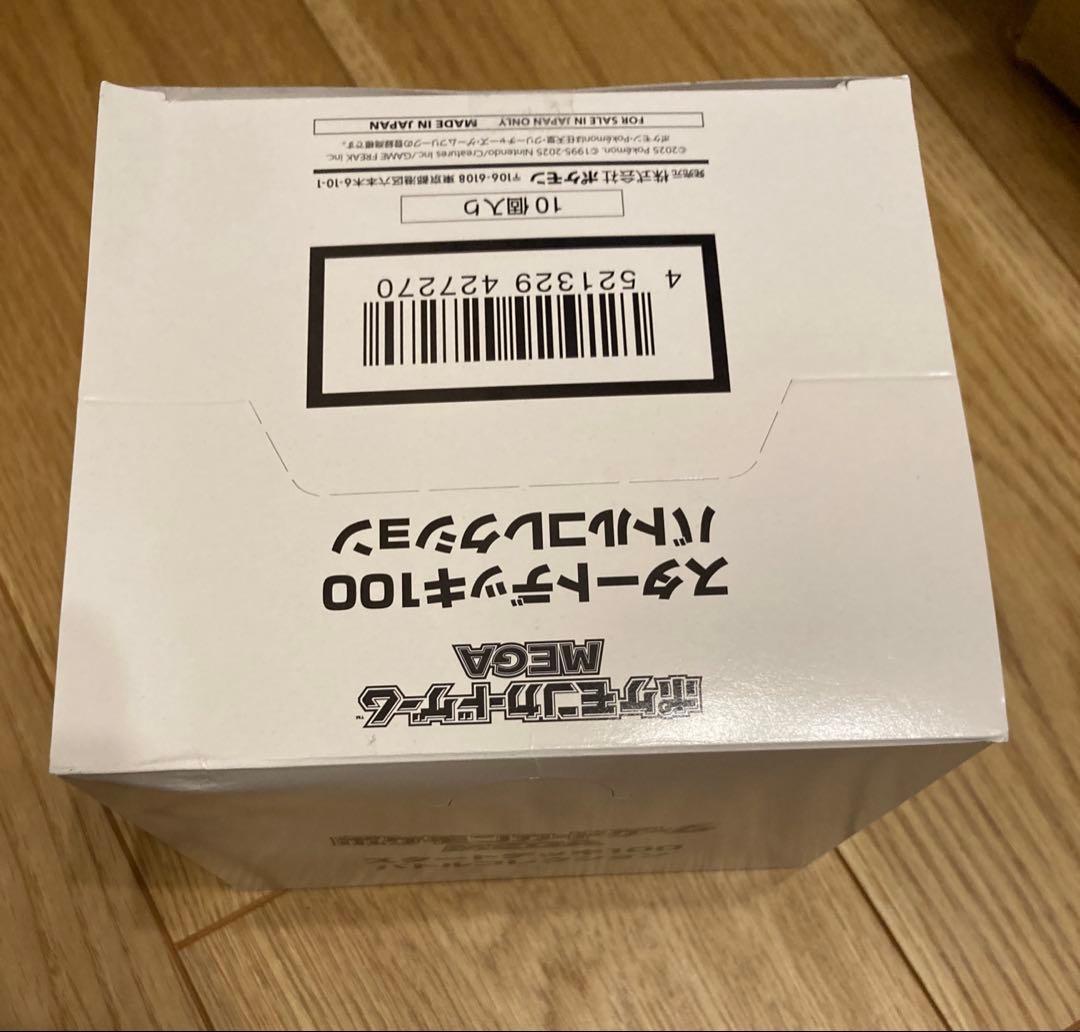 ポケモンカードゲーム™
MEGA
スタートデッキ100
バトルコレクション
4 521329 427270
10個入り
発売元 株式会社ポケモン 〒106-6108 東京都港区六本木6-10-1
©2025 Pokémon. ©1995-2025 Nintendo/Creatures Inc./GAME FREAK inc.
ポケモン・Pokémonは任天堂・クリーチャーズ・ゲームフリークの登録商標です。
FOR SALE IN JAPAN ONLY MADE IN JAPAN